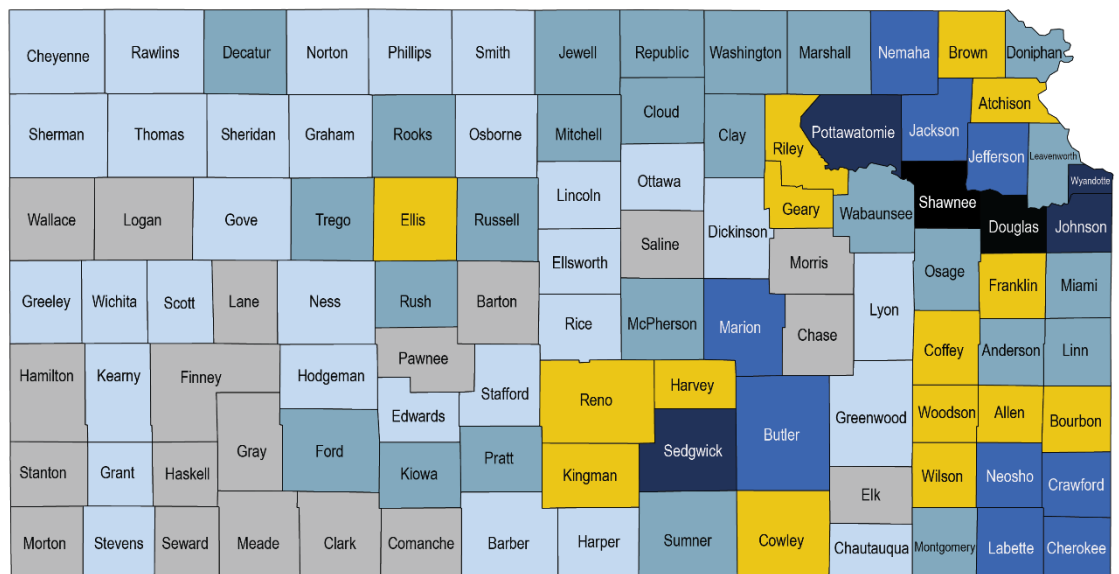 Cheyenne
Rawlins
Decatur
Norton
Phillips
Smith
Jewell
Republic
Washington
Marshall
Nemaha
Brown
Doniphan
Sherman
Thomas
Sheridan
Graham
Rooks
Osborne
Mitchell
Cloud
Clay
Riley
Pottawatomie
Jackson
Atchison
Jefferson
Leavenworth
Wyandotte
Wallace
Logan
Gove
Trego
Ellis
Russell
Lincoln
Ottawa
Saline
Dickinson
Geary
Wabaunsee
Shawnee
Douglas
Johnson
Greeley
Wichita
Scott
Lane
Ness
Rush
Barton
Ellsworth
Rice
McPherson
Marion
Morris
Chase
Lyon
Osage
Franklin
Miami
Hamilton
Kearny
Finney
Hodgeman
Pawnee
Edwards
Stafford
Reno
Harvey
Sedgwick
Butler
Greenwood
Coffey
Anderson
Linn
Woodson
Allen
Bourbon
Stanton
Grant
Haskell
Gray
Ford
Kiowa
Pratt
Kingman
Elk
Wilson
Neosho
Crawford
Morton
Stevens
Seward
Meade
Clark
Comanche
Barber
Harper
Sumner
Cowley
Chautauqua
Montgomery
Labette
Cherokee